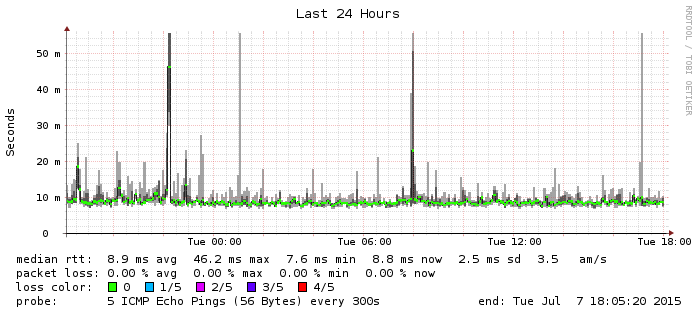 Last 24 Hours
RRDTOOL / TOBI OETIKER
Seconds
50 m
40 m
30 m
20 m
10 m
0
Tue 00:00 Tue 06:00 Tue 12:00 Tue 18:00
median rtt: 8.9 ms avg 46.2 ms max 7.6 ms min 8.8 ms now 2.5 ms sd 3.5 am/s
packet loss: 0.00 % avg 0.00 % max 0.00 % min 0.00 % now
loss color: 0 1/5 2/5 3/5 4/5
probe: 5 ICMP Echo Pings (56 Bytes) every 300s end: Tue Jul 7 18:05:20 2015